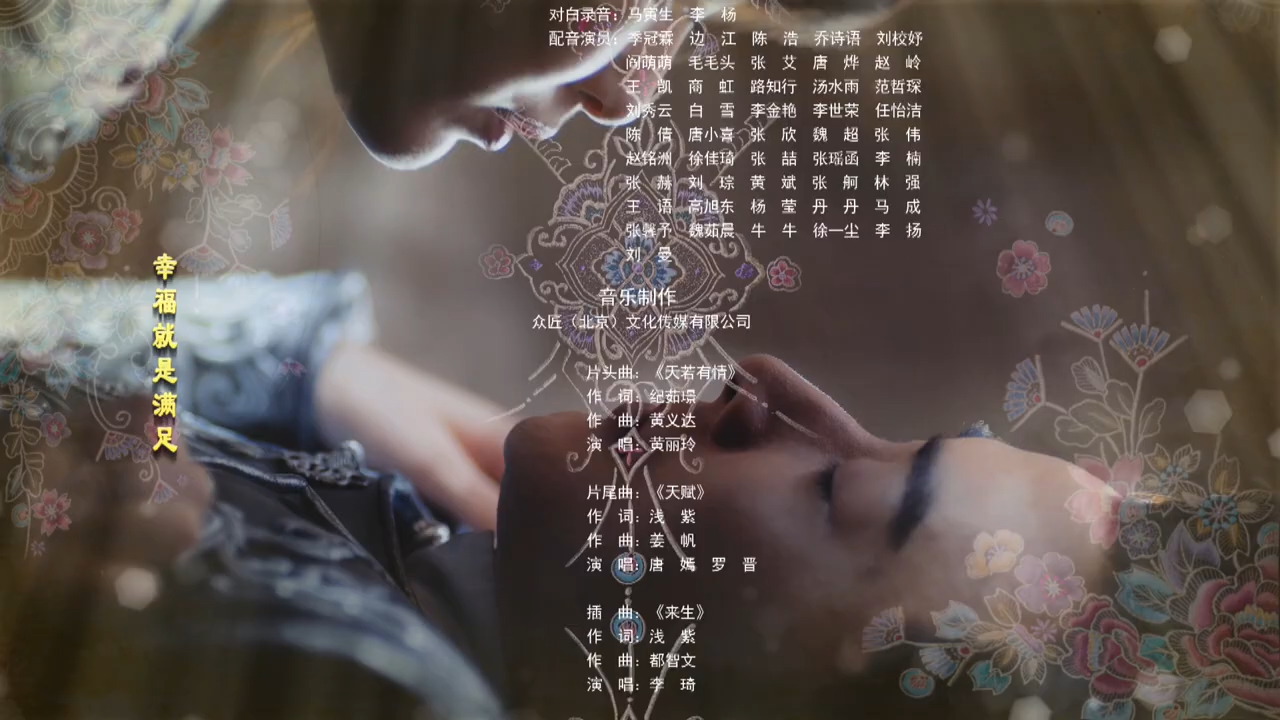 对白录音：马寅生 李 杨
配音演员：季冠霖 边 江 陈 浩 乔诗语 刘校妤
阎萌萌 毛毛头 张 艾 唐 烨 赵 岭
王 凯 商 虹 路知行 汤水雨 范哲琛
刘秀云 白 雪 李金艳 李世荣 任怡洁
陈 倩 唐小喜 张 欣 魏 超 张 伟
赵铭洲 徐佳琦 张 喆 张瑶函 李 楠
张 赫 刘 琮 黄 斌 张 舸 林 强
王 语 高旭东 杨 莹 丹 丹 马 成
张馨予 魏茹晨 牛 牛 徐一尘 李 扬
刘 曼
音乐制作
众匠（北京）文化传媒有限公司
片头曲：《天若有情》
作 词：纪茹璟
作 曲：黄义达
演 唱：黄丽玲
片尾曲：《天赋》
作 词：浅 紫
作 曲：姜 帆
演 唱：唐 嫣 罗 晋
插 曲：《来生》
作 词：浅 紫
作 曲：都智文
演 唱：李 琦
幸福就是满足